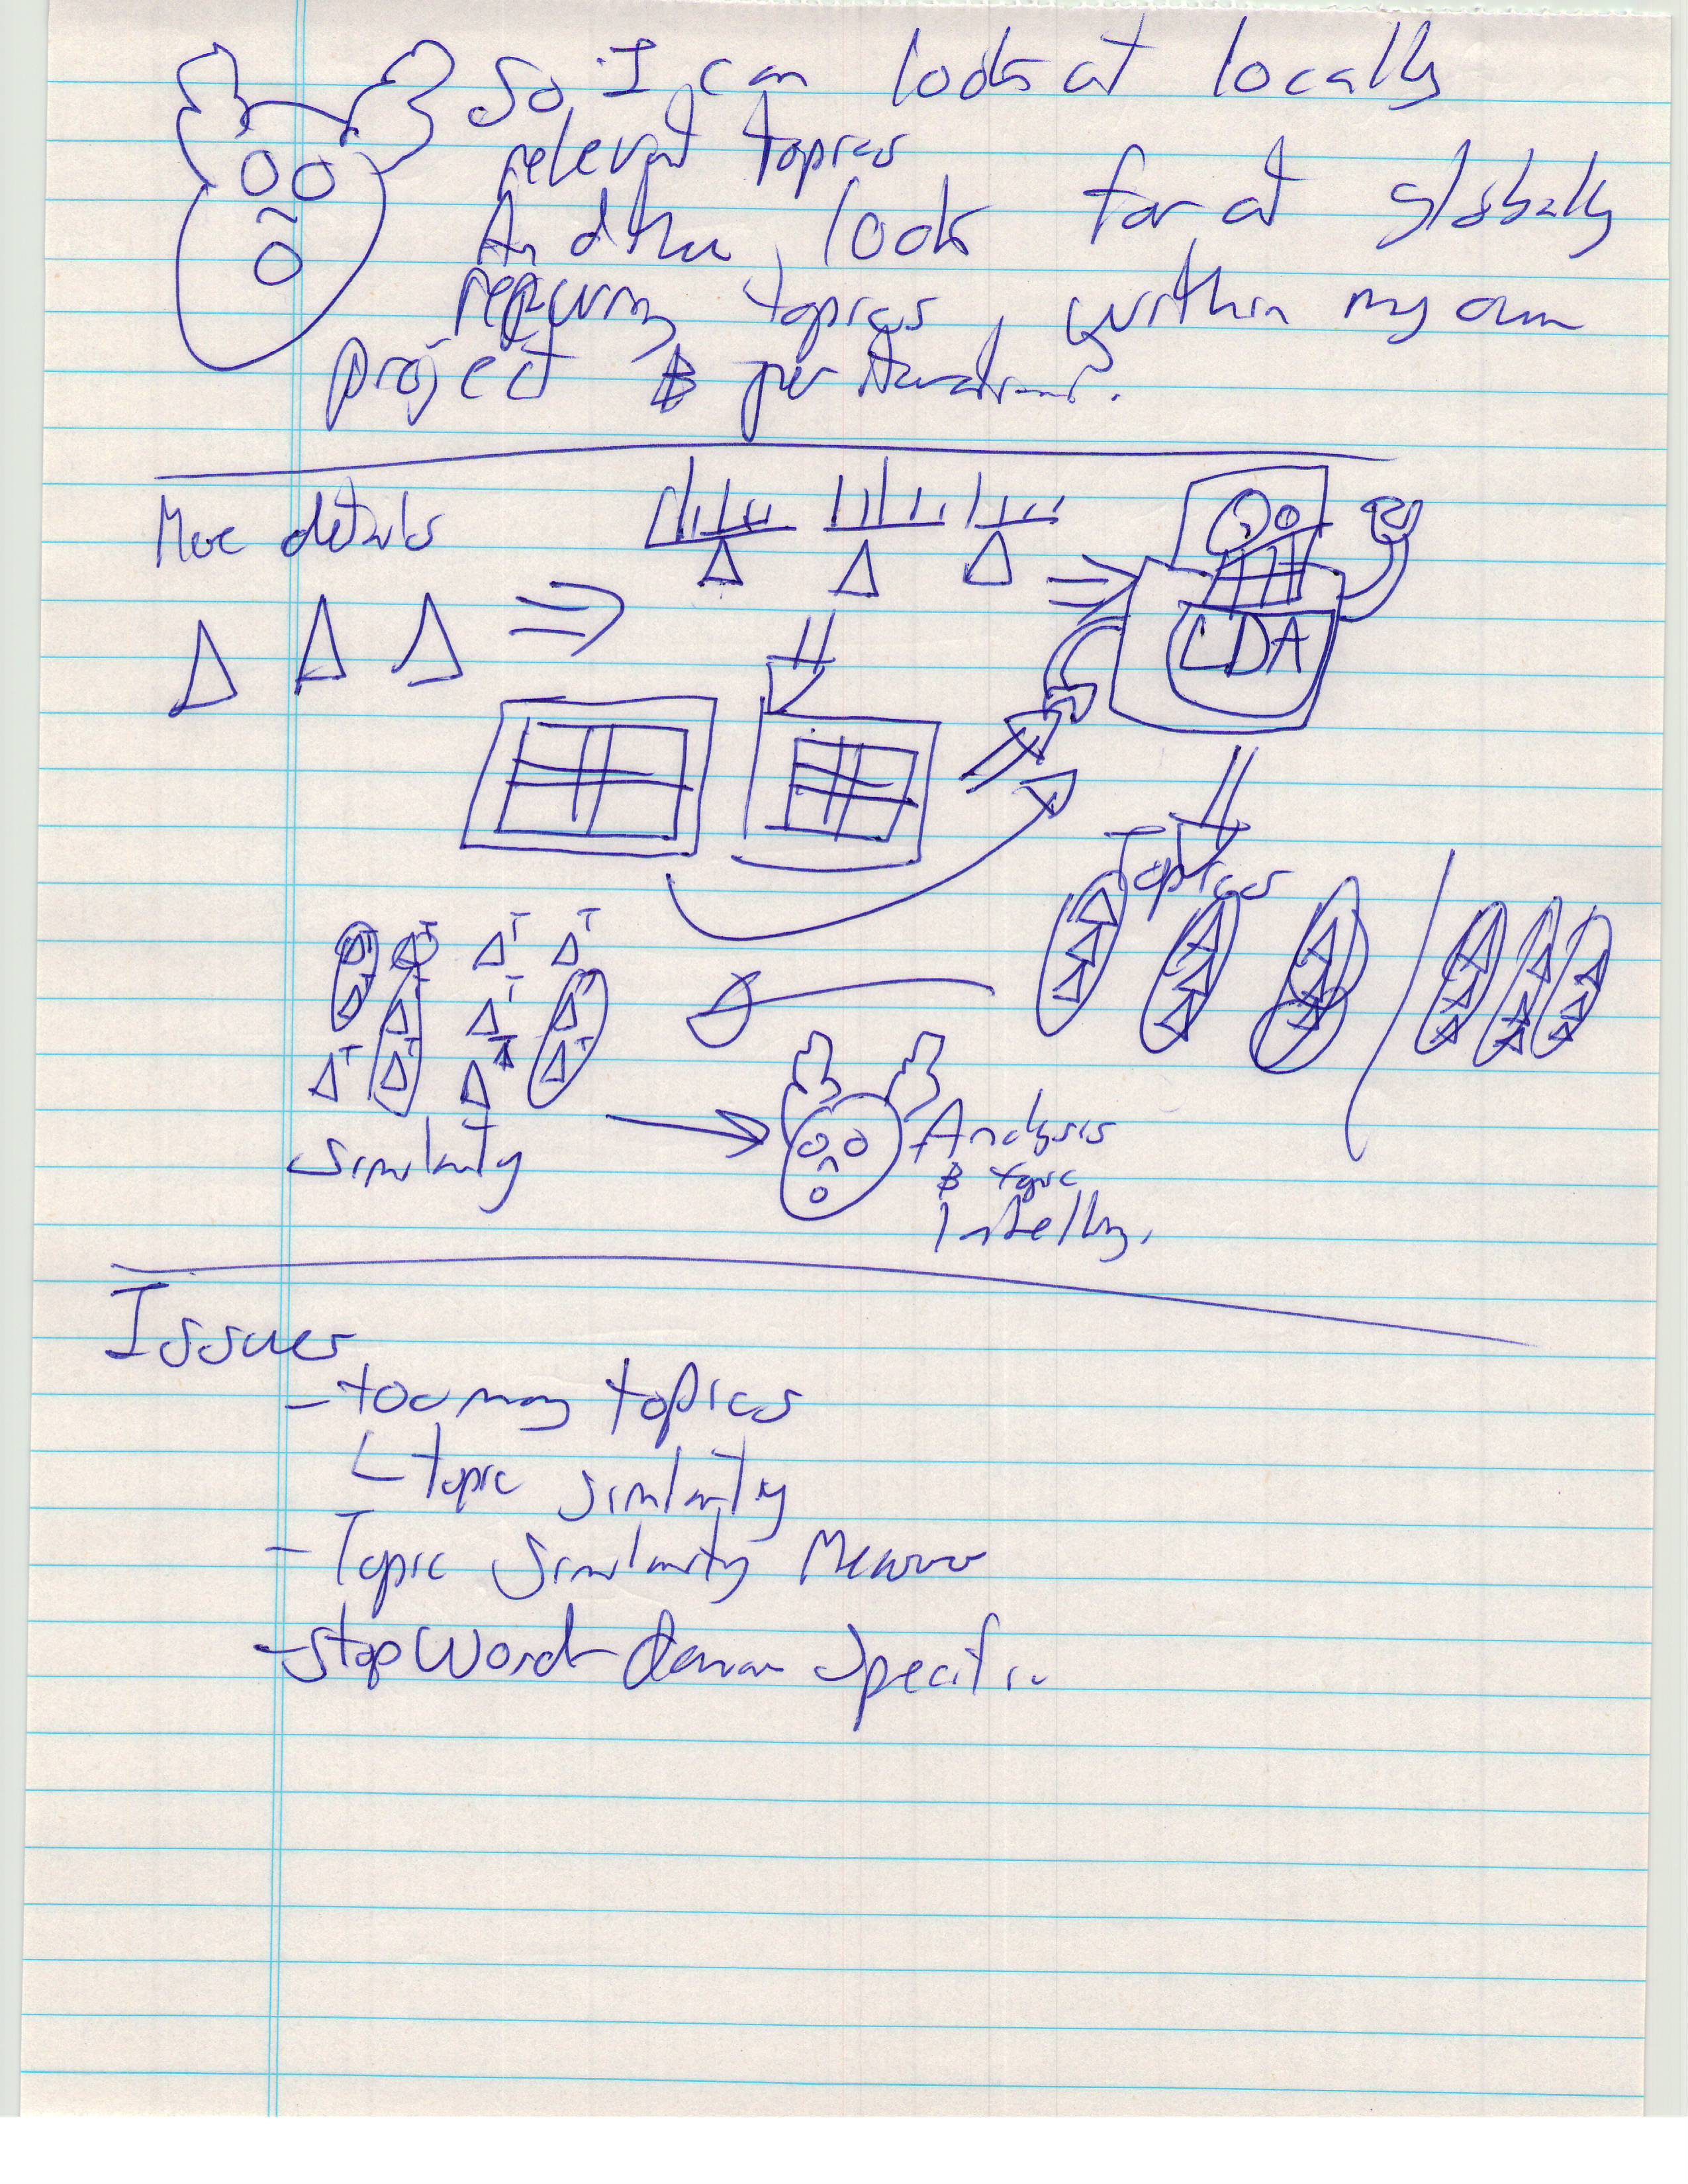 So I can look at locally
relevant topics
And then, look for at globally
recurring topics, within my own
project & per iterations?
More details
LDA
Topics
T T T T
T T T T
T T T T
Similarity
Analysis
& topic
Intellig.
Issues
- too many topics
topic similarity
- Topic Similarity
- Stop Word Domain Specific